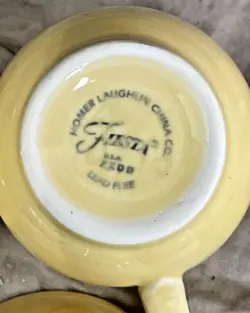 HOMER LAUGHLIN CHINA CO.
Fiesta®
USA
LEAD FREE